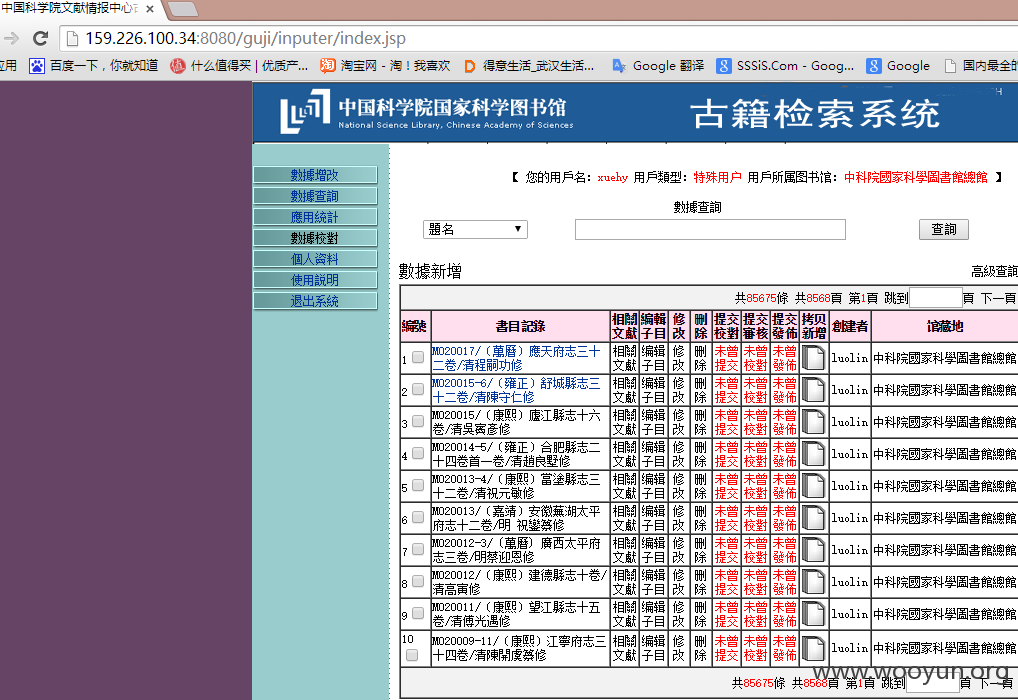 中国科学院文献情报中心
159.226.100.34:8080/guji/inputer/index.jsp
应用 百度一下，你就知道 什么值得买 | 优质产... 淘宝网 - 淘！我喜欢 得意生活_武汉生活... Google 翻译 SSSiS.Com - Goog... Google 国内最全的
中国科学院国家科学图书馆
National Science Library, Chinese Academy of Sciences
古籍检索系统
數據增改
數據查詢
應用統計
數據校對
個人資料
使用説明
退出系統
【 您的用戶名：xuehy 用戶類型：特殊用户 用戶所属图书馆：中科院國家科學圖書館總館 】
數據查詢
題名 查詢
數據新增 高级查詢
共85675條 共8568頁 第1頁 跳到 頁 下一頁
編號 書目記錄 相關文獻 編輯子目 修改 刪除 提交校對 提交審核 提交發佈 拷贝新增 創建者 馆藏地
1 M020017/（萬曆）應天府志三十二卷/清程嗣功修 相關文獻 编辑子目 修改 删除 未曾提交 未曾校對 未曾發佈 luolin 中科院國家科學圖書館總館
2 M020015-6/（雍正）舒城縣志三十二卷/清陳守仁修 相關文獻 编辑子目 修改 删除 未曾提交 未曾校對 未曾發佈 luolin 中科院國家科學圖書館總館
3 M020015/（康熙）廬江縣志十六卷/清吳賓彦修 相關文獻 编辑子目 修改 删除 未曾提交 未曾校對 未曾發佈 luolin 中科院國家科學圖書館總館
4 M020014-5/（雍正）合肥縣志二十四卷首一卷/清趙良墅修 相關文獻 编辑子目 修改 删除 未曾提交 未曾校對 未曾發佈 luolin 中科院國家科學圖書館總館
5 M020013-4/（康熙）當塗縣志三十二卷/清祝元敏修 相關文獻 编辑子目 修改 删除 未曾提交 未曾校對 未曾發佈 luolin 中科院國家科學圖書館總館
6 M020013/（嘉靖）安徽蕪湖太平府志十二卷/明 祝鑾纂修 相關文獻 编辑子目 修改 删除 未曾提交 未曾校對 未曾發佈 luolin 中科院國家科學圖書館總館
7 M020012-3/（萬曆）廣西太平府志三卷/明蔡迎恩修 相關文獻 编辑子目 修改 删除 未曾提交 未曾校對 未曾發佈 luolin 中科院國家科學圖書館總館
8 M020012/（康熙）建德縣志十卷/清高寅修 相關文獻 编辑子目 修改 删除 未曾提交 未曾校對 未曾發佈 luolin 中科院國家科學圖書館總館
9 M020011/（康熙）望江縣志十五卷/清傅光遇修 相關文獻 编辑子目 修改 删除 未曾提交 未曾校對 未曾發佈 luolin 中科院國家科學圖書館總館
10 M020009-11/（康熙）江寧府志三十四卷/清陳開虞纂修 相關文獻 编辑子目 修改 删除 未曾提交 未曾校對 未曾發佈 luolin 中科院國家科學圖書館總館
共85675條 共8568頁 第1頁 跳到 頁 下一頁
www.wooyun.org